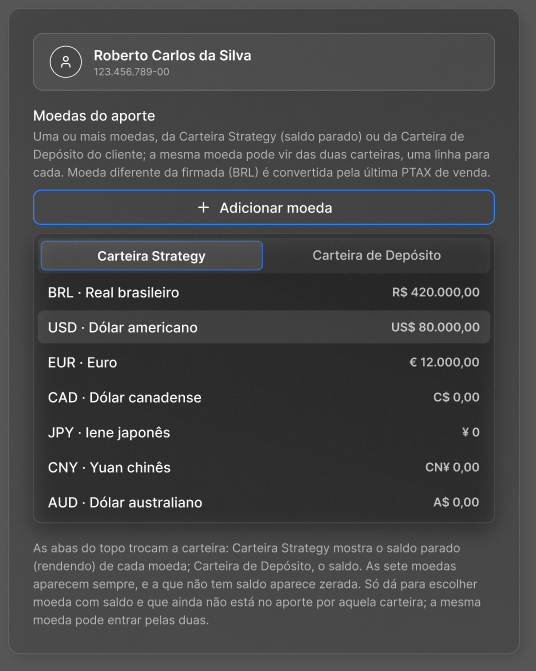 Roberto Carlos da Silva
123.456.789-00
Moedas do aporte
Uma ou mais moedas, da Carteira Strategy (saldo parado) ou da Carteira de
Depósito do cliente; a mesma moeda pode vir das duas carteiras, uma linha para
cada. Moeda diferente da firmada (BRL) é convertida pela última PTAX de venda.
+ Adicionar moeda
Carteira Strategy Carteira de Depósito
BRL · Real brasileiro R$ 420.000,00
USD · Dólar americano US$ 80.000,00
EUR · Euro € 12.000,00
CAD · Dólar canadense C$ 0,00
JPY · Iene japonês ¥ 0
CNY · Yuan chinês CN¥ 0,00
AUD · Dólar australiano A$ 0,00
As abas do topo trocam a carteira: Carteira Strategy mostra o saldo parado
(rendendo) de cada moeda; Carteira de Depósito, o saldo. As sete moedas
aparecem sempre, e a que não tem saldo aparece zerada. Só dá para escolher
moeda com saldo e que ainda não está no aporte por aquela carteira; a mesma
moeda pode entrar pelas duas.